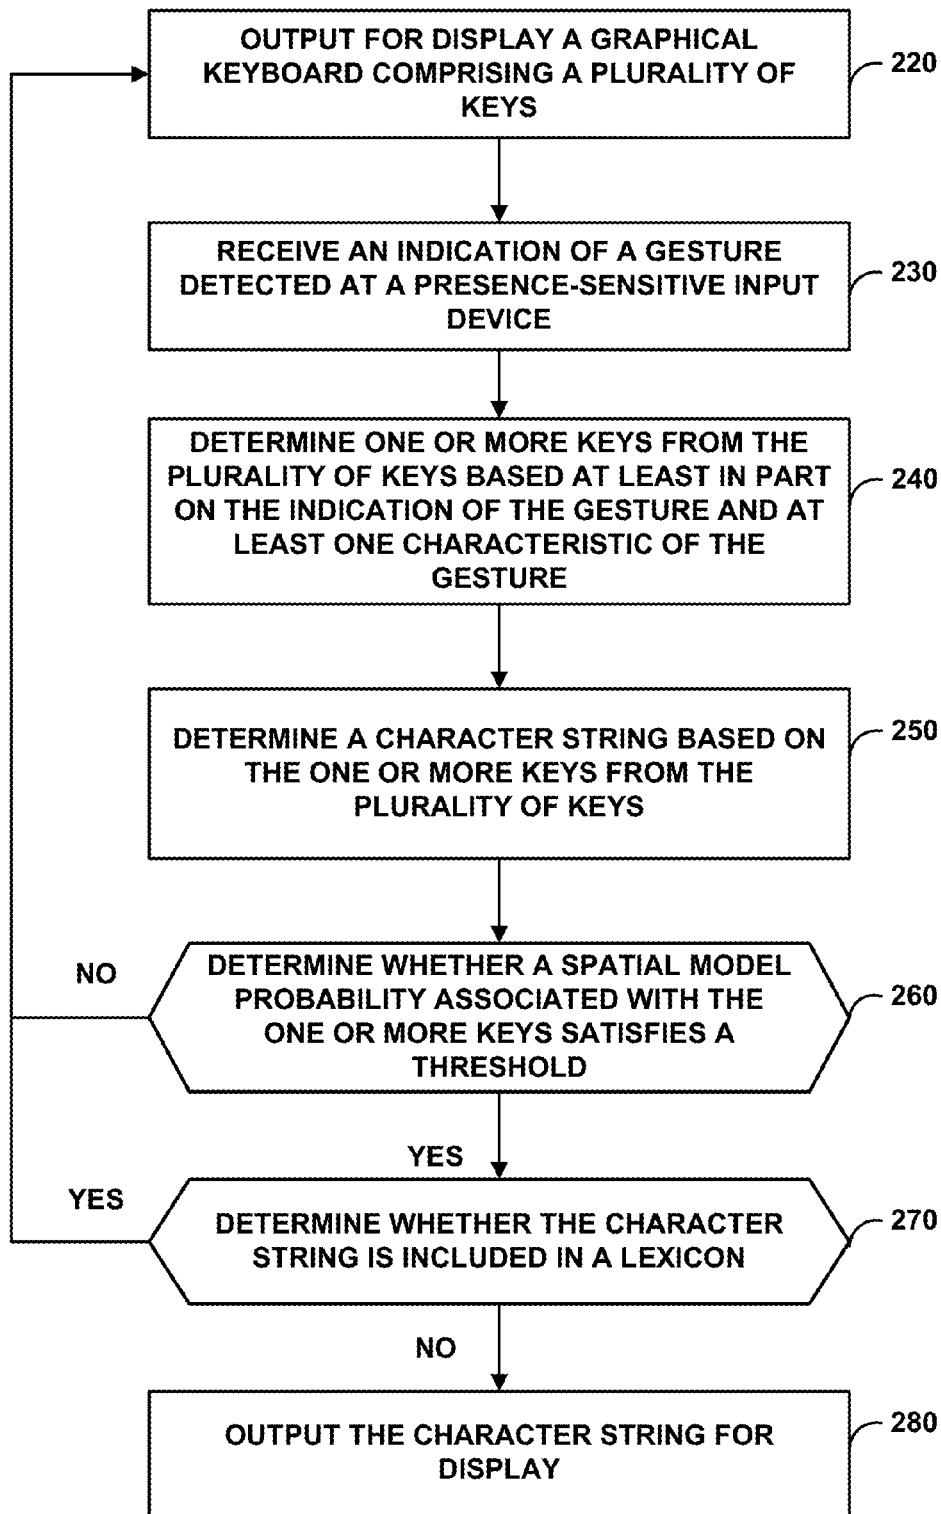 OUTPUT FOR DISPLAY A GRAPHICAL
KEYBOARD COMPRISING A PLURALITY OF
KEYS
220
RECEIVE AN INDICATION OF A GESTURE
DETECTED AT A PRESENCE-SENSITIVE INPUT
DEVICE
230
DETERMINE ONE OR MORE KEYS FROM THE
PLURALITY OF KEYS BASED AT LEAST IN PART
ON THE INDICATION OF THE GESTURE AND AT
LEAST ONE CHARACTERISTIC OF THE
GESTURE
240
DETERMINE A CHARACTER STRING BASED ON
THE ONE OR MORE KEYS FROM THE
PLURALITY OF KEYS
250
DETERMINE WHETHER A SPATIAL MODEL
PROBABILITY ASSOCIATED WITH THE
ONE OR MORE KEYS SATISFIES A
THRESHOLD
260
NO
YES
DETERMINE WHETHER THE CHARACTER
STRING IS INCLUDED IN A LEXICON
270
YES
NO
OUTPUT THE CHARACTER STRING FOR
DISPLAY
280